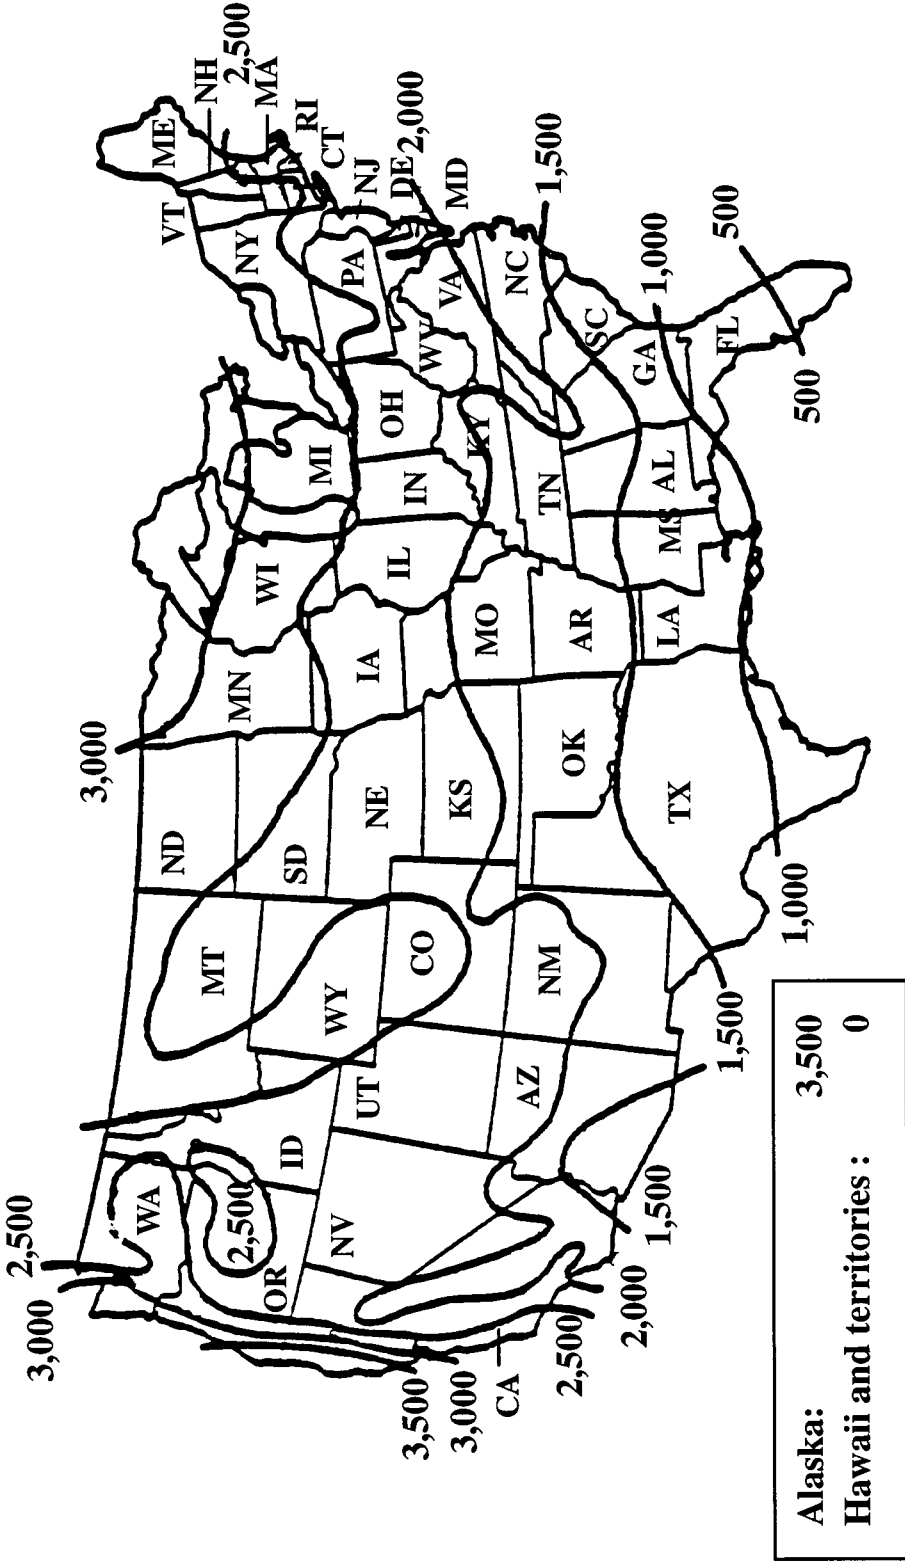 3,000
2,500
3,000
2,500
WA
MT
ND
MN
WI
MI
VT
ME
NH
2,500
MA
RI
CT
NY
NJ
PA
DE
2,000
MD
OR
2,500
ID
WY
SD
IA
IL
IN
OH
WV
VA
NV
UT
CO
NE
KS
MO
KY
NC
1,500
3,500
3,000
CA
AZ
NM
OK
AR
TN
SC
2,500
2,000
1,500
1,500
TX
LA
MS
AL
GA
1,000
FL
500
500
1,000
Alaska: 3,500
Hawaii and territories : 0